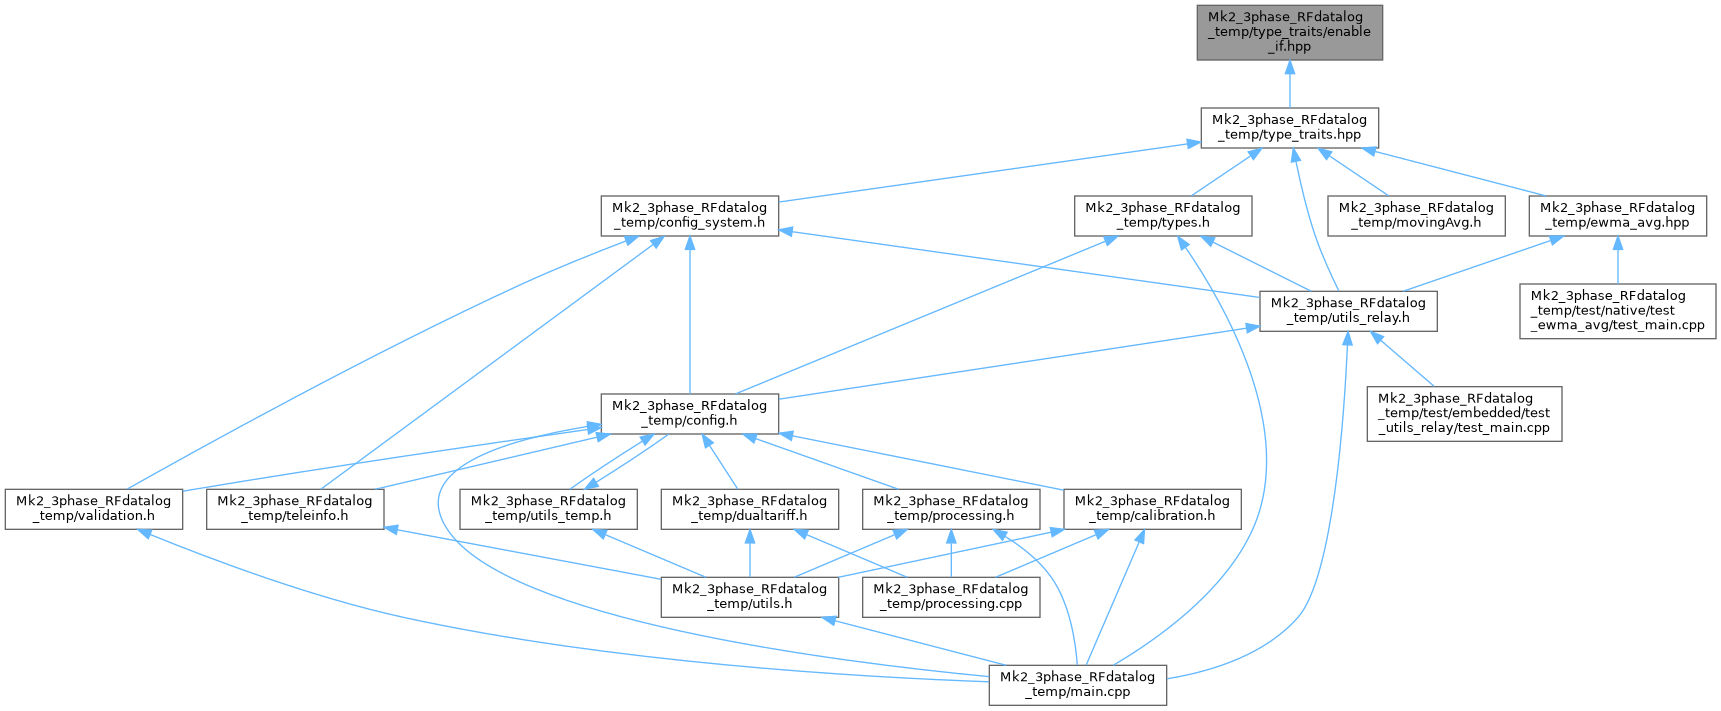 Mk2_3phase_RFdatalog
_temp/type_traits/enable
_if.hpp
Mk2_3phase_RFdatalog
_temp/type_traits.hpp
Mk2_3phase_RFdatalog
_temp/config_system.h
Mk2_3phase_RFdatalog
_temp/types.h
Mk2_3phase_RFdatalog
_temp/movingAvg.h
Mk2_3phase_RFdatalog
_temp/ewma_avg.hpp
Mk2_3phase_RFdatalog
_temp/utils_relay.h
Mk2_3phase_RFdatalog
_temp/test/native/test
_ewma_avg/test_main.cpp
Mk2_3phase_RFdatalog
_temp/config.h
Mk2_3phase_RFdatalog
_temp/test/embedded/test
_utils_relay/test_main.cpp
Mk2_3phase_RFdatalog
_temp/validation.h
Mk2_3phase_RFdatalog
_temp/teleinfo.h
Mk2_3phase_RFdatalog
_temp/utils_temp.h
Mk2_3phase_RFdatalog
_temp/dualtariff.h
Mk2_3phase_RFdatalog
_temp/processing.h
Mk2_3phase_RFdatalog
_temp/calibration.h
Mk2_3phase_RFdatalog
_temp/utils.h
Mk2_3phase_RFdatalog
_temp/processing.cpp
Mk2_3phase_RFdatalog
_temp/main.cpp